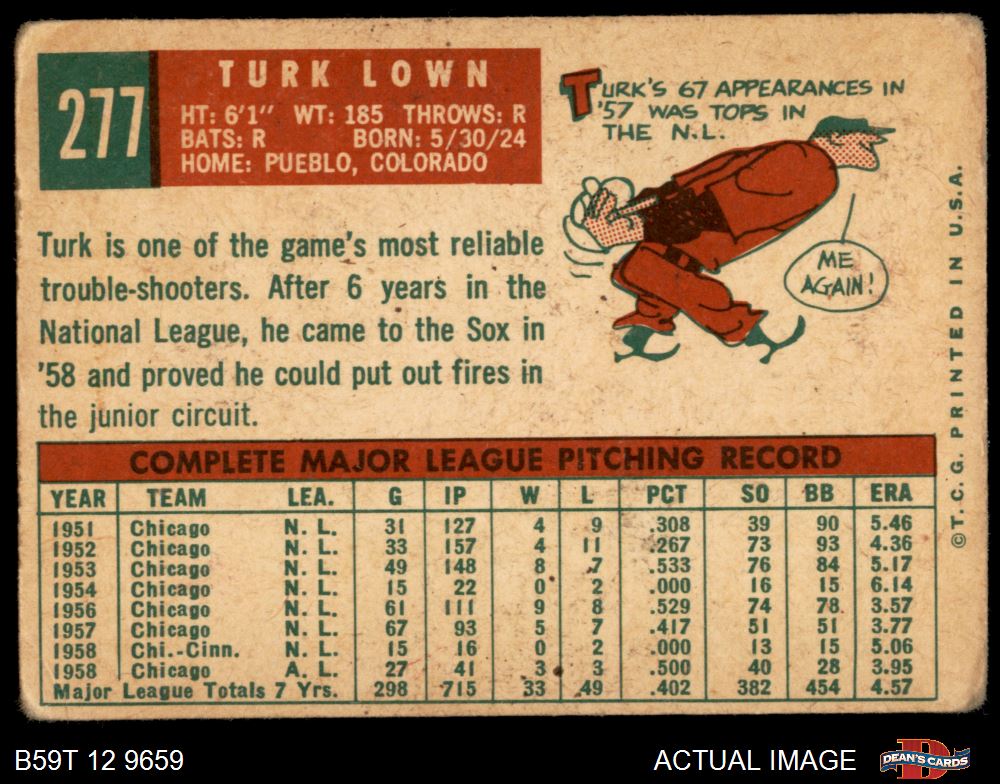 277
TURK LOWN
HT: 6'1" WT: 185 THROWS: R
BATS: R BORN: 5/30/24
HOME: PUEBLO, COLORADO
TURK'S 67 APPEARANCES IN
'57 WAS TOPS IN
THE N.L.
ME
AGAIN!
Turk is one of the game's most reliable
trouble-shooters. After 6 years in the
National League, he came to the Sox in
'58 and proved he could put out fires in
the junior circuit.
COMPLETE MAJOR LEAGUE PITCHING RECORD
YEAR TEAM LEA. G IP W L PCT SO BB ERA
1951 Chicago N. L. 31 127 4 9 .308 39 90 5.46
1952 Chicago N. L. 33 157 4 11 .267 73 93 4.36
1953 Chicago N. L. 49 148 8 7 .533 76 84 5.17
1954 Chicago N. L. 15 22 0 2 .000 16 15 6.14
1956 Chicago N. L. 61 111 9 8 .529 74 78 3.57
1957 Chicago N. L. 67 93 5 7 .417 51 51 3.77
1958 Chi.-Cinn. N. L. 15 16 0 2 .000 13 15 5.06
1958 Chicago A. L. 27 41 3 3 .500 40 28 3.95
Major League Totals 7 Yrs. 298 715 33 49 .402 382 454 4.57
©T. C. G. PRINTED IN U.S.A.
B59T 12 9659
ACTUAL IMAGE
DEAN'S CARDS